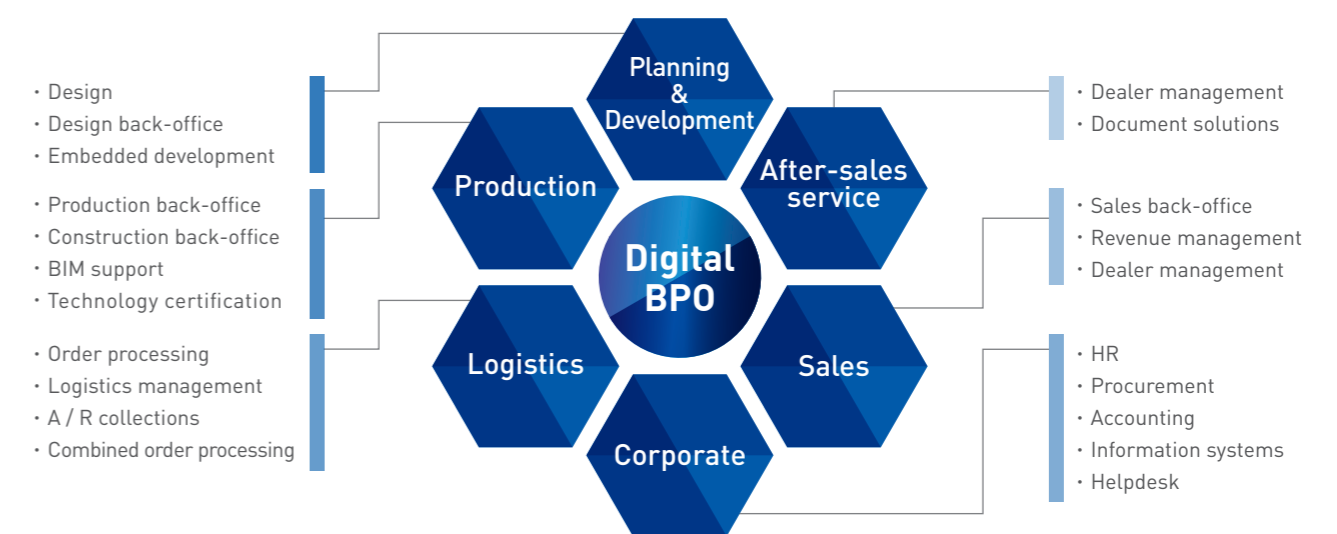 Planning
&
Development
Production
After-sales
service
Digital
BPO
Logistics
Sales
Corporate
・Design
・Design back-office
・Embedded development
・Production back-office
・Construction back-office
・BIM support
・Technology certification
・Order processing
・Logistics management
・A / R collections
・Combined order processing
・Dealer management
・Document solutions
・Sales back-office
・Revenue management
・Dealer management
・HR
・Procurement
・Accounting
・Information systems
・Helpdesk